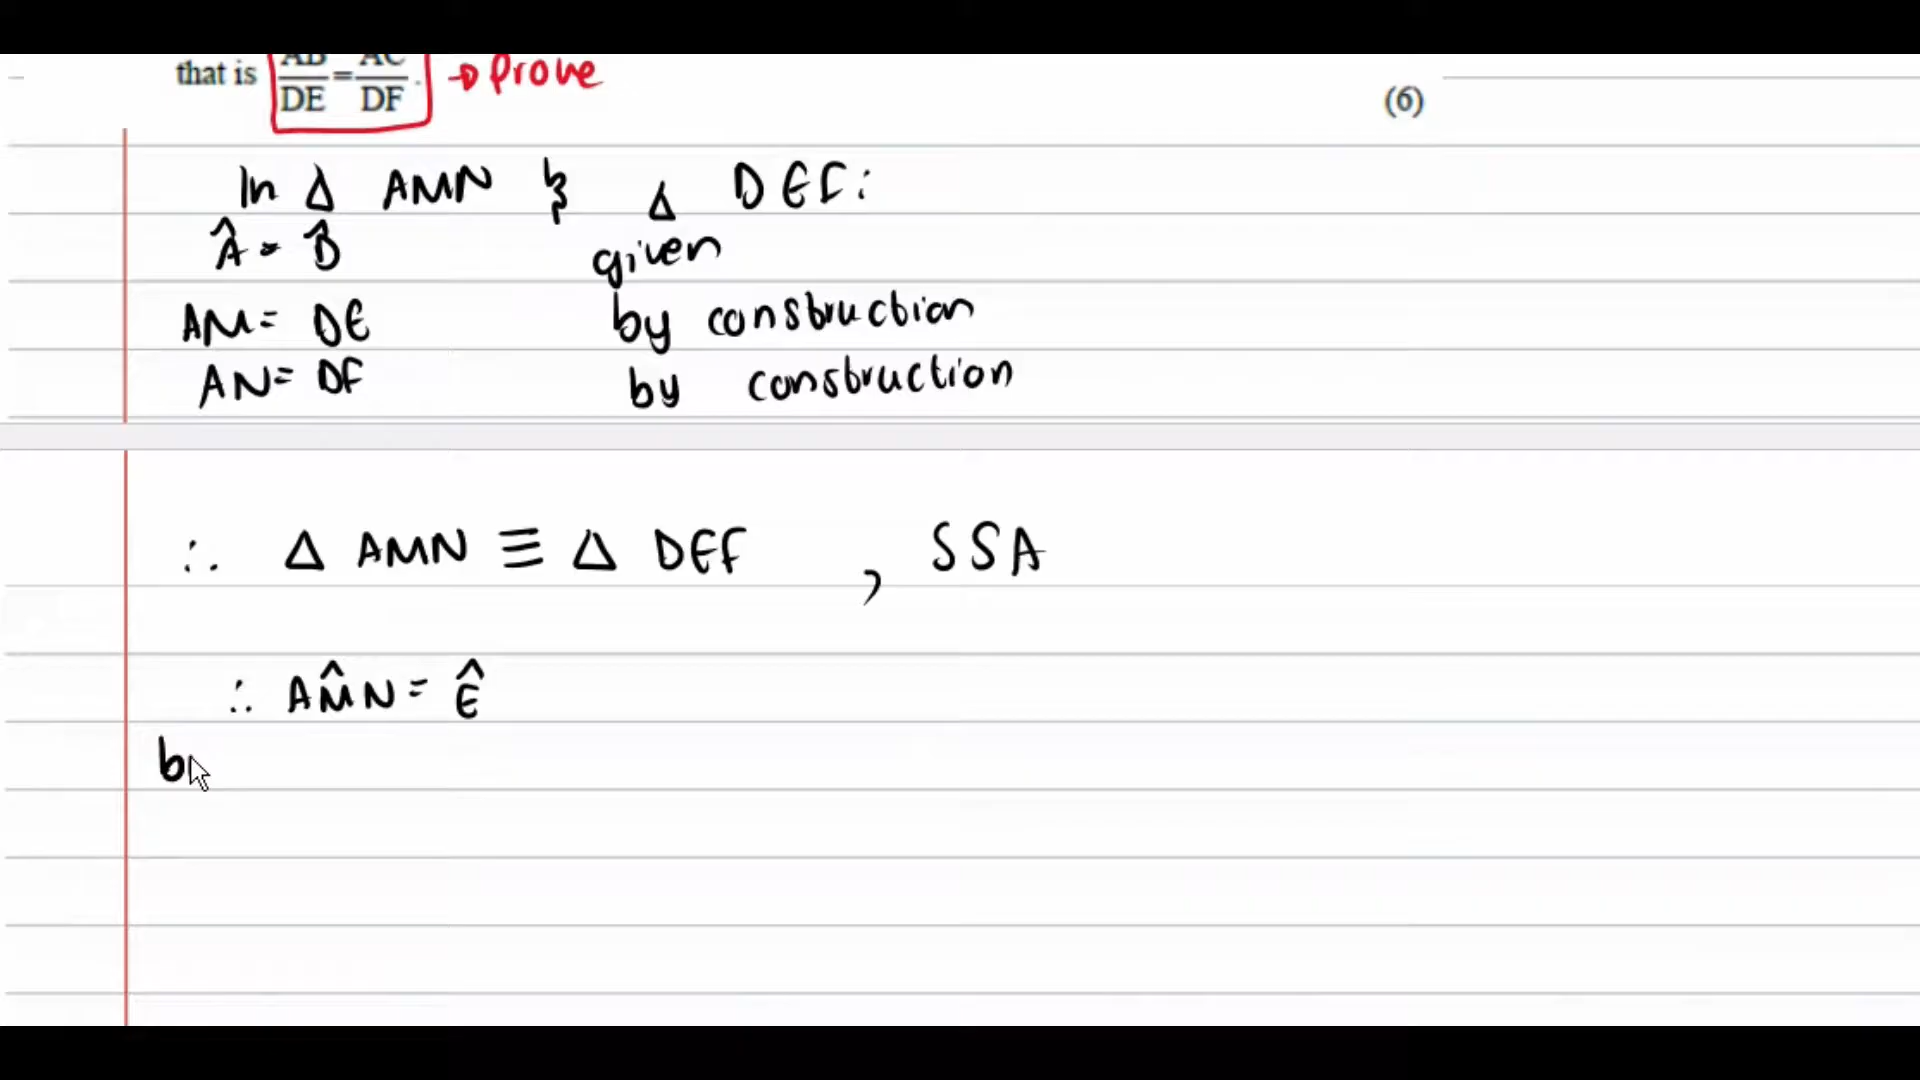 that is AB/DE = AC/DF. → Prove
(6)
In Δ AMN & Δ DEF:
Â = D̂ given
AM = DE by construction
AN = DF by construction
∴ Δ AMN ≡ Δ DEF , SSA
∴ AM̂N = Ê
b